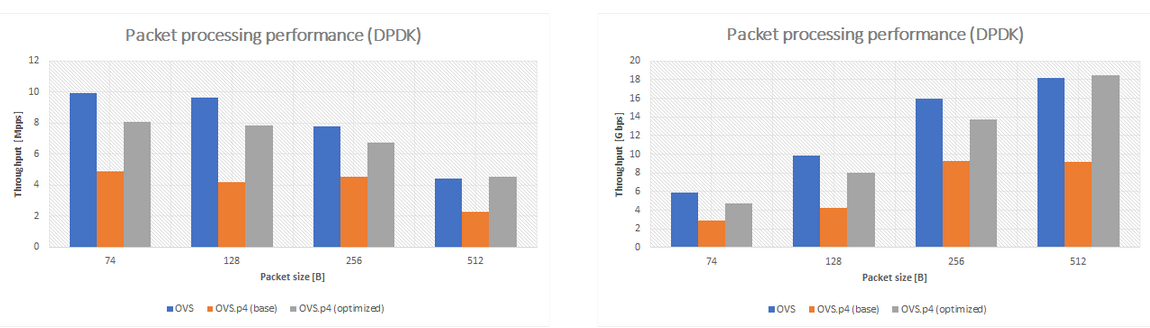 Packet processing performance (DPDK)
Throughput [Mpps]
12
10
8
6
4
2
0
74 128 256 512
Packet size [B]
OVS OVS.p4 (base) OVS.p4 (optimized)
Packet processing performance (DPDK)
Throughput [Gbps]
20
18
16
14
12
10
8
6
4
2
0
74 128 256 512
Packet size [B]
OVS OVS.p4 (base) OVS.p4 (optimized)